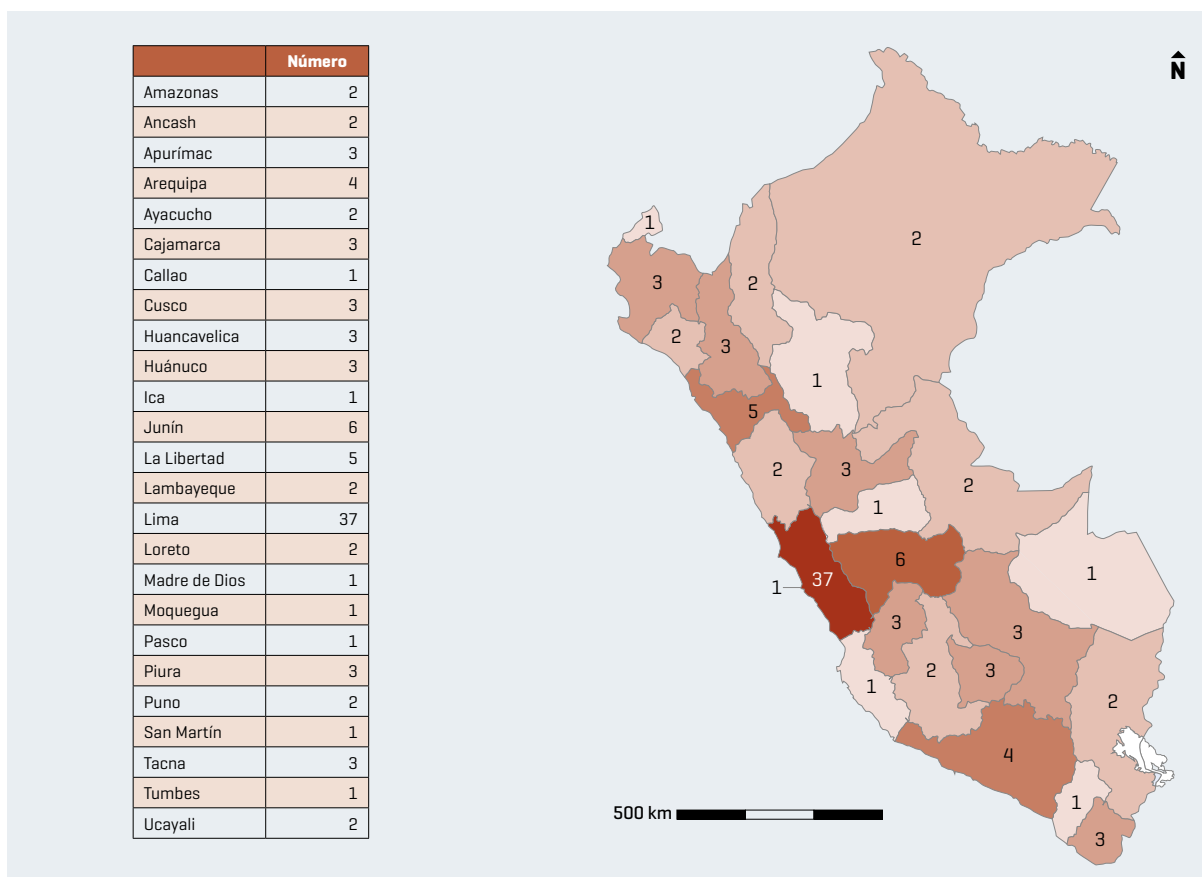 Número
Amazonas 2
Ancash 2
Apurímac 3
Arequipa 4
Ayacucho 2
Cajamarca 3
Callao 1
Cusco 3
Huancavelica 3
Huánuco 3
Ica 1
Junín 6
La Libertad 5
Lambayeque 2
Lima 37
Loreto 2
Madre de Dios 1
Moquegua 1
Pasco 1
Piura 3
Puno 2
San Martín 1
Tacna 3
Tumbes 1
Ucayali 2
N
1
2
3
2
2
3
1
5
2
3
2
1
6
1
1
37
3
3
2
3
1
2
4
1
3
500 km